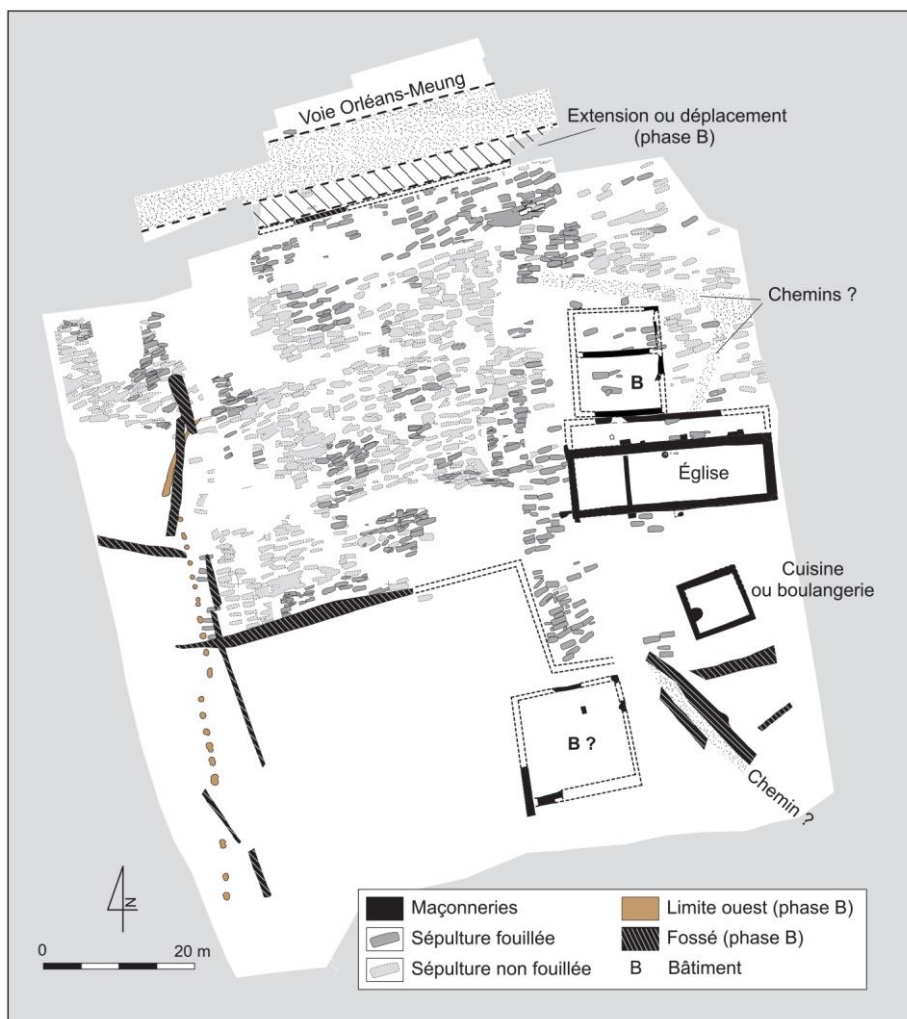 Voie Orléans-Meung
Extension ou déplacement
(phase B)
Chemins ?
B
Église
Cuisine
ou boulangerie
B ?
Chemin ?
N
0
20 m
Maçonneries
Sépulture fouillée
Sépulture non fouillée
Limite ouest (phase B)
Fossé (phase B)
B
Bâtiment